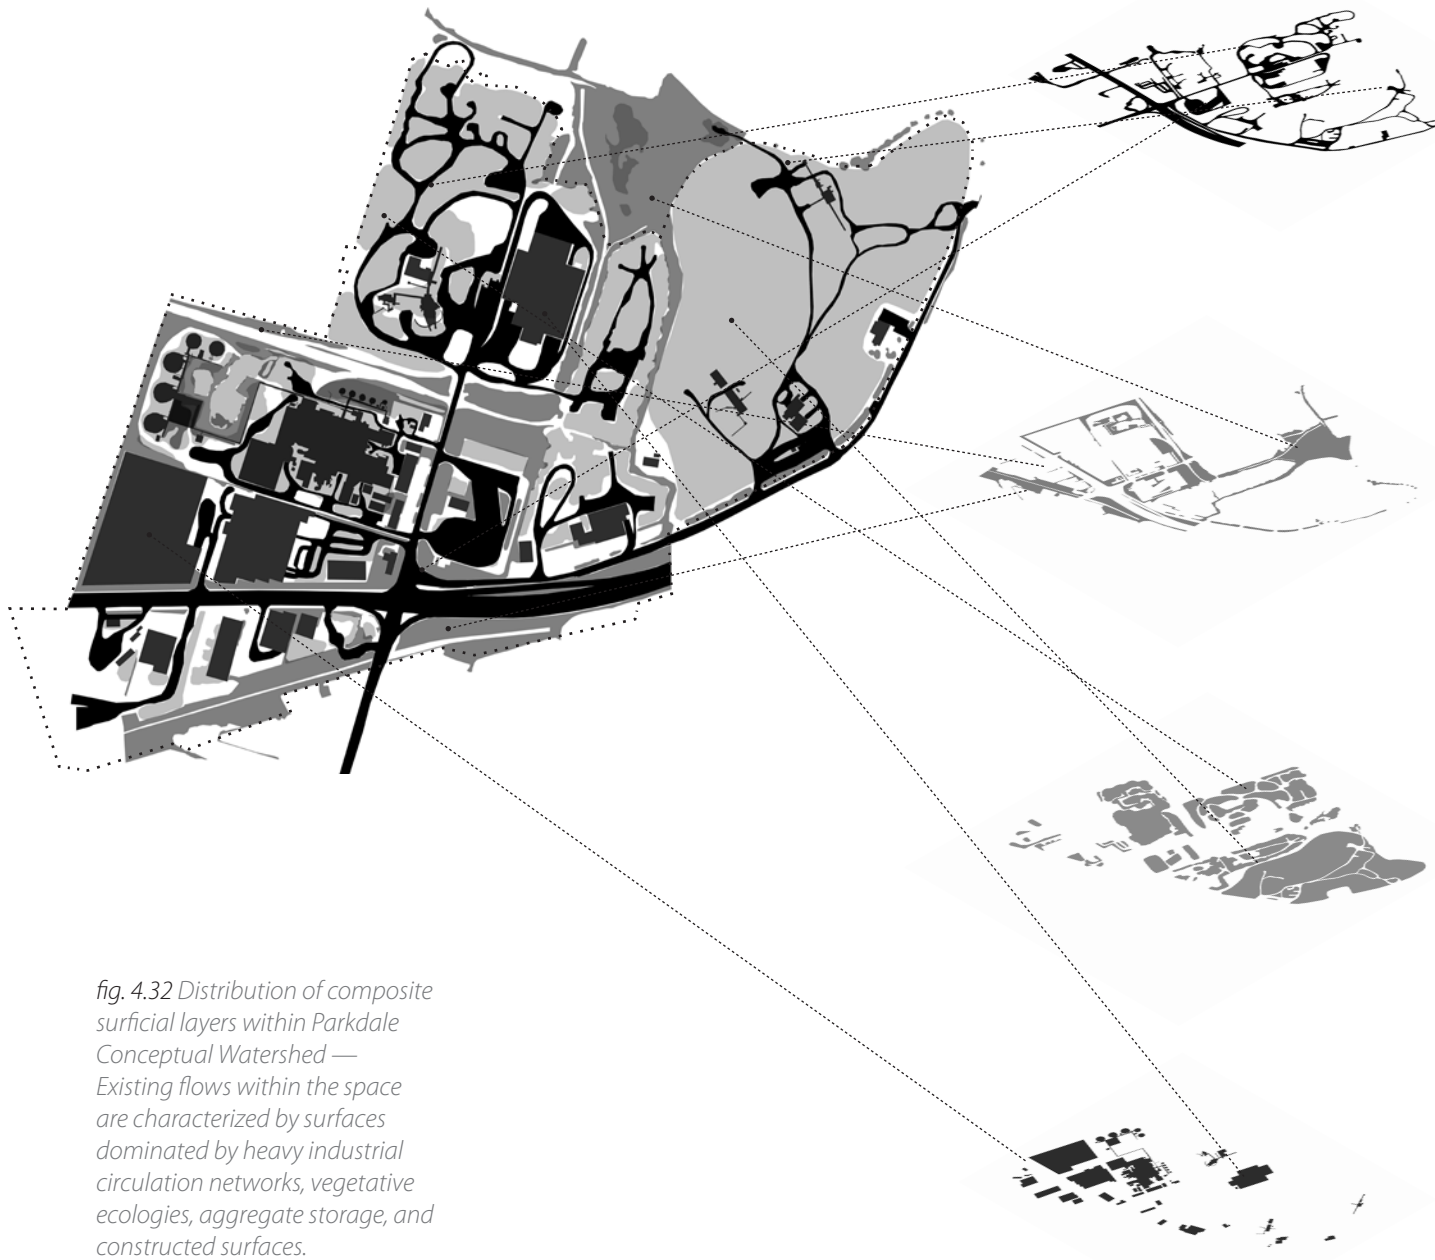 fig. 4.32 Distribution of composite
surficial layers within Parkdale
Conceptual Watershed —
Existing flows within the space
are characterized by surfaces
dominated by heavy industrial
circulation networks, vegetative
ecologies, aggregate storage, and
constructed surfaces.